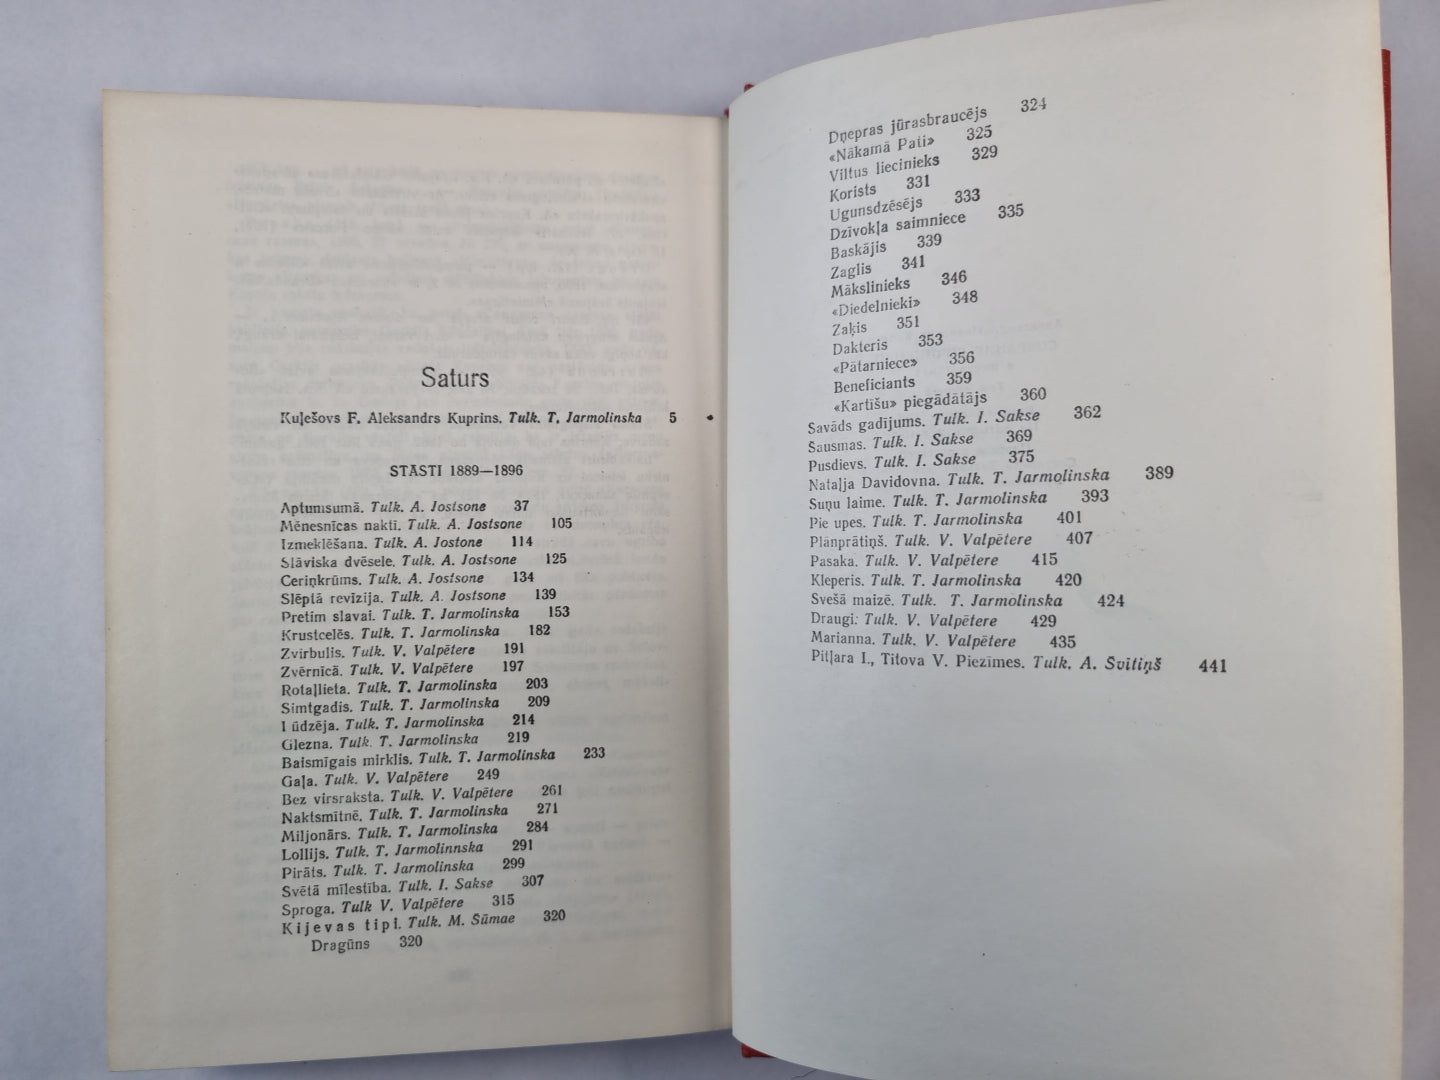 Saturs
Kuļešovs F. Aleksandrs Kuprins. Tulk. T. Jarmolinska 5
STĀSTI 1889—1896
Aptumsumā. Tulk. A. Jostsone 37
Mēnesnīcas naktī. Tulk. A. Jostsone 105
Izmeklēšana. Tulk. A. Jostone 114
Slāviska dvēsele. Tulk. A. Jostsone 125
Ceriņkrūms. Tulk. A. Jostsone 134
Slēptā revīzija. Tulk. A. Jostsone 139
Pretim slavai. Tulk. T. Jarmolinska 153
Krustcelēs. Tulk. T. Jarmolinska 182
Zvirbulis. Tulk. V. Valpētere 191
Zvērnīcā. Tulk. V. Valpētere 197
Rotaļlieta. Tulk. T. Jarmolinska 203
Simtgadis. Tulk. T. Jarmolinska 209
Lūdzēja. Tulk. T. Jarmolinska 214
Glezna. Tulk. T. Jarmolinska 219
Baismīgais mirklis. Tulk. T. Jarmolinska 233
Gaļa. Tulk. V. Valpētere 249
Bez virsraksta. Tulk. V. Valpētere 261
Naktsmītnē. Tulk. T. Jarmolinska 271
Miljonārs. Tulk. T. Jarmolinska 284
Lollijs. Tulk. T. Jarmolinnska 291
Pirāts. Tulk. T. Jarmolinska 299
Svētā mīlestība. Tulk. I. Sakse 307
Sproga. Tulk V. Valpētere 315
Kijevas tipi. Tulk. M. Šūmae 320
Dragūns 320
Dņepras jūrasbraucējs 324
«Nākamā Pati» 325
Viltus liecinieks 329
Korists 331
Ugunsdzēsējs 333
Dzīvokļa saimniece 335
Baskājis 339
Zaglis 341
Mākslinieks 346
«Diedelnieki» 348
Zaķis 351
Dakteris 353
«Pātarniece» 356
Beneficiants 359
«Kartīšu» piegādātājs 360
Savāds gadījums. Tulk. I. Sakse 362
Šausmas. Tulk. I. Sakse 369
Pusdievs. Tulk. I. Sakse 375
Nataļja Davidovna. Tulk. T. Jarmolinska 389
Suņu laime. Tulk. T. Jarmolinska 393
Pie upes. Tulk. T. Jarmolinska 401
Plānprātiņš. Tulk. V. Valpētere 407
Pasaka. Tulk. V. Valpētere 415
Kleperis. Tulk. T. Jarmolinska 420
Svešā maize. Tulk. T. Jarmolinska 424
Draugi. Tulk. V. Valpētere 429
Marianna. Tulk. V. Valpētere 435
Pitļara I., Titova V. Piezīmes. Tulk. A. Švītiņš 441